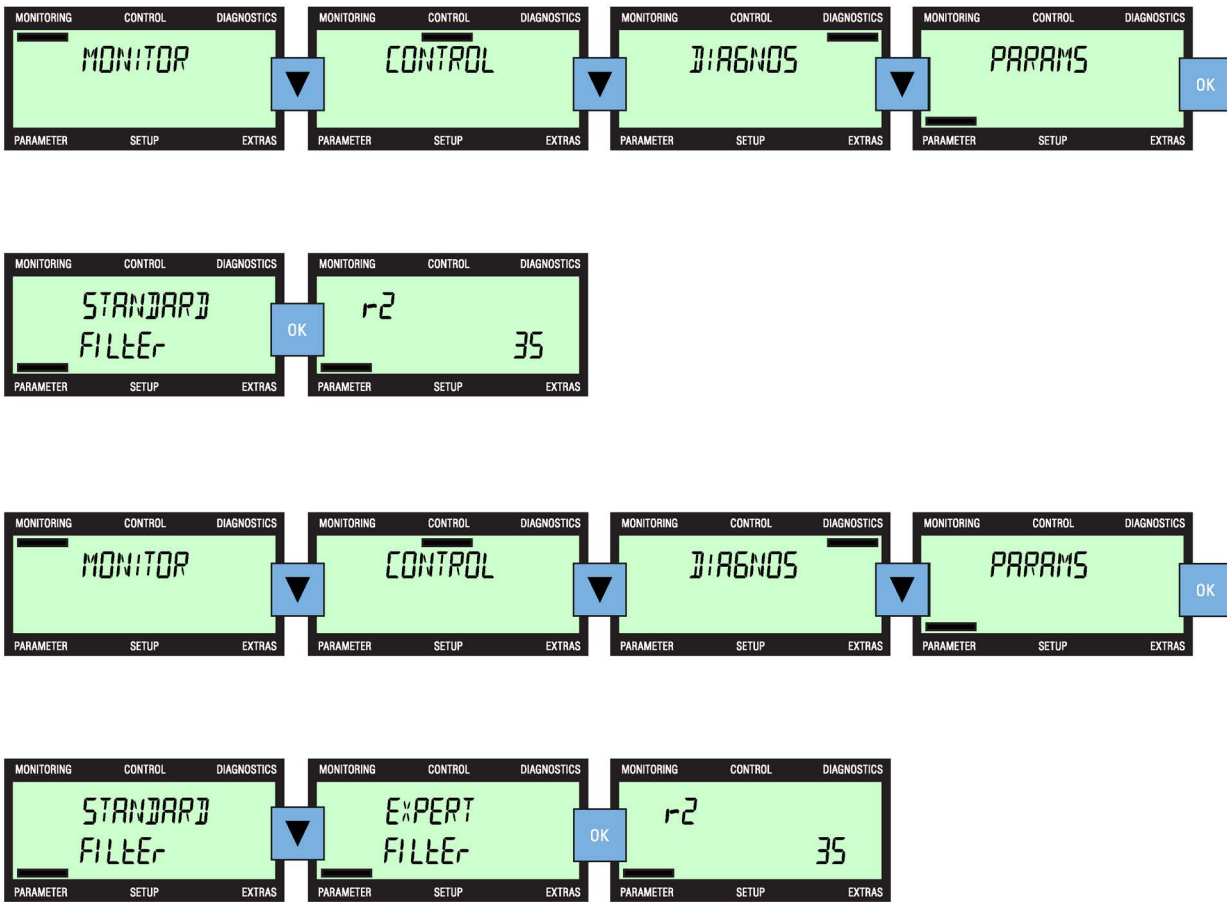 MONITORING CONTROL DIAGNOSTICS MONITORING CONTROL DIAGNOSTICS MONITORING CONTROL DIAGNOSTICS MONITORING CONTROL DIAGNOSTICS
MONITOR CONTROL DIAGNOS PARAMS
OK
PARAMETER SETUP EXTRAS PARAMETER SETUP EXTRAS PARAMETER SETUP EXTRAS PARAMETER SETUP EXTRAS
MONITORING CONTROL DIAGNOSTICS MONITORING CONTROL DIAGNOSTICS
STANDARD r2
OK
FILtEr 35
PARAMETER SETUP EXTRAS PARAMETER SETUP EXTRAS
MONITORING CONTROL DIAGNOSTICS MONITORING CONTROL DIAGNOSTICS MONITORING CONTROL DIAGNOSTICS MONITORING CONTROL DIAGNOSTICS
MONITOR CONTROL DIAGNOS PARAMS
OK
PARAMETER SETUP EXTRAS PARAMETER SETUP EXTRAS PARAMETER SETUP EXTRAS PARAMETER SETUP EXTRAS
MONITORING CONTROL DIAGNOSTICS MONITORING CONTROL DIAGNOSTICS MONITORING CONTROL DIAGNOSTICS
STANDARD EXPERT r2
OK
FILtEr FILtEr 35
PARAMETER SETUP EXTRAS PARAMETER SETUP EXTRAS PARAMETER SETUP EXTRAS